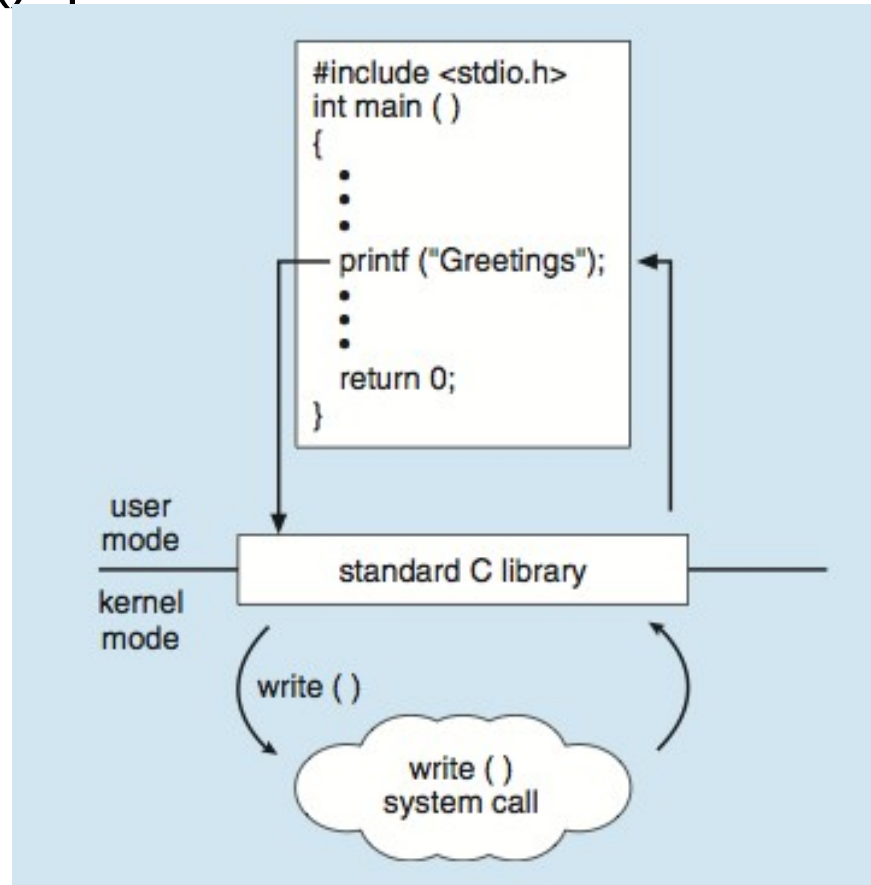 #include <stdio.h>
int main ( )
{
•
•
•
printf ("Greetings");
•
•
•
return 0;
}
user
mode
standard C library
kernel
mode
write ( )
write ( )
system call